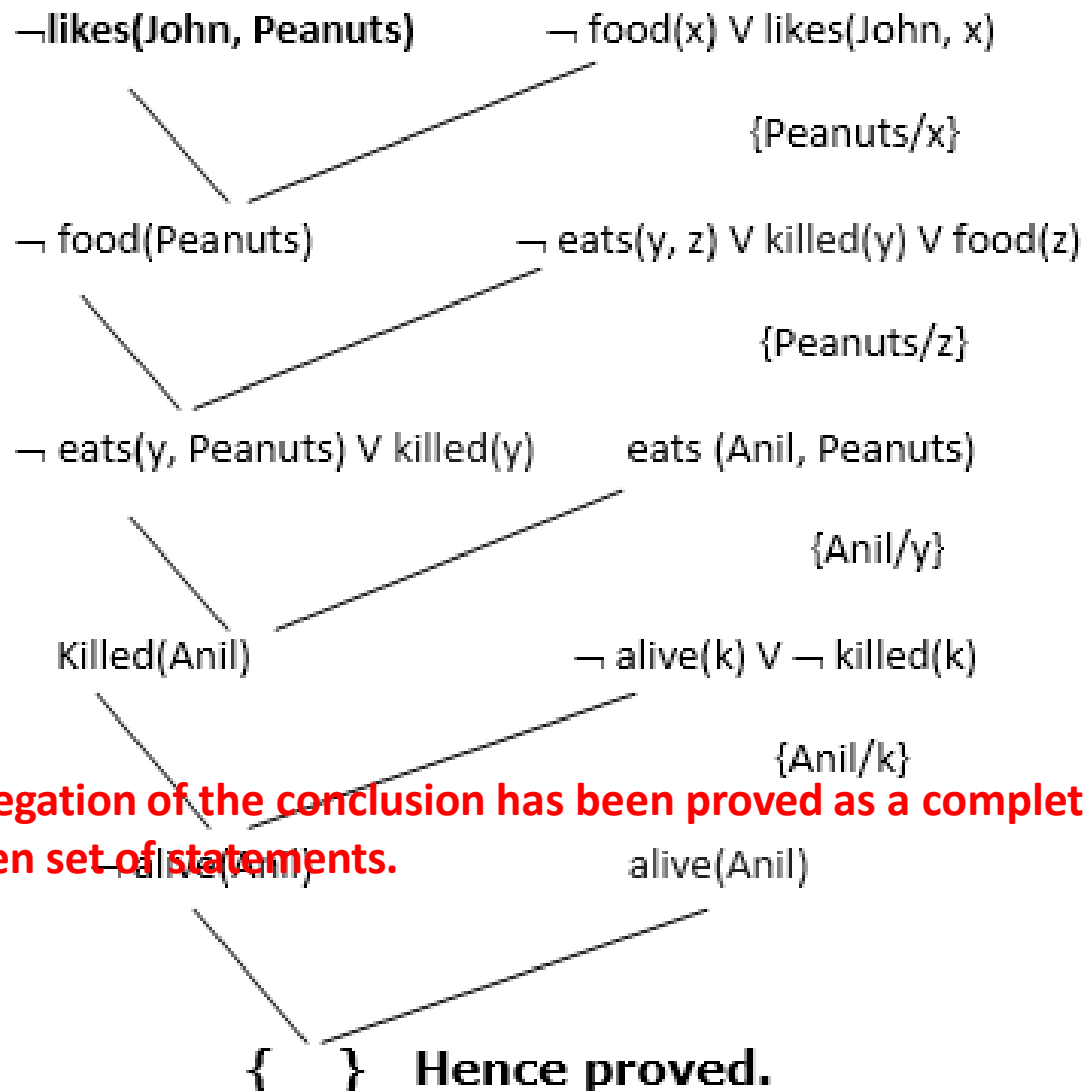 ¬likes(John, Peanuts) ¬ food(x) V likes(John, x)
{Peanuts/x}
¬ food(Peanuts) ¬ eats(y, z) V killed(y) V food(z)
{Peanuts/z}
¬ eats(y, Peanuts) V killed(y) eats (Anil, Peanuts)
{Anil/y}
Killed(Anil) ¬ alive(k) V ¬ killed(k)
{Anil/k}
egation of the conclusion has been proved as a complet
en set of statements.
¬ alive(Anil) alive(Anil)
{ } Hence proved.